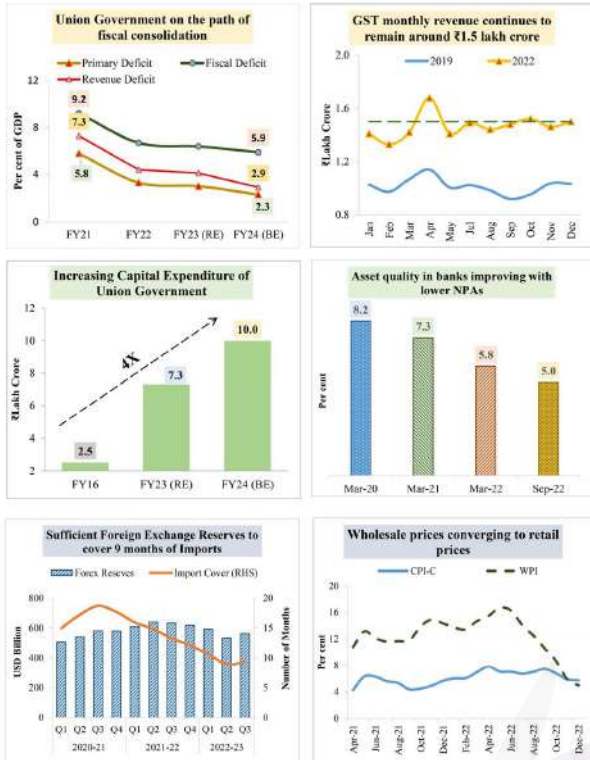 Union Government on the path of
fiscal consolidation
Primary Deficit
Fiscal Deficit
Revenue Deficit
Per cent of GDP
12
8
4
0
9.2
7.3
5.8
5.9
2.9
2.3
FY21
FY22
FY23 (RE)
FY24 (BE)
GST monthly revenue continues to
remain around ₹1.5 lakh crore
2019
2022
₹Lakh Crore
2.0
1.6
1.2
0.8
Jan
Feb
Mar
Apr
May
Jul
Aug
Sep
Oct
Nov
Dec
Increasing Capital Expenditure of
Union Government
₹Lakh Crore
12
10
8
6
4
2
4X
2.5
7.3
10.0
FY16
FY23 (RE)
FY24 (BE)
Asset quality in banks improving with
lower NPAs
Per cent
8.2
7.3
5.8
5.0
Mar-20
Mar-21
Mar-22
Sep-22
Sufficient Foreign Exchange Reserves to
cover 9 months of Imports
Forex Reseves
Import Cover (RHS)
USD Billion
800
600
400
200
0
20
15
10
5
0
Number of Months
Q1 Q2 Q3 Q4 Q1 Q2 Q3 Q4 Q1 Q2 Q3
2020-21
2021-22
2022-23
Wholesale prices converging to retail
prices
CPI-C
WPI
Per cent
20
16
12
8
4
0
Apr-21
Jun-21
Aug-21
Oct-21
Dec-21
Feb-22
Apr-22
Jun-22
Aug-22
Oct-22
Dec-22